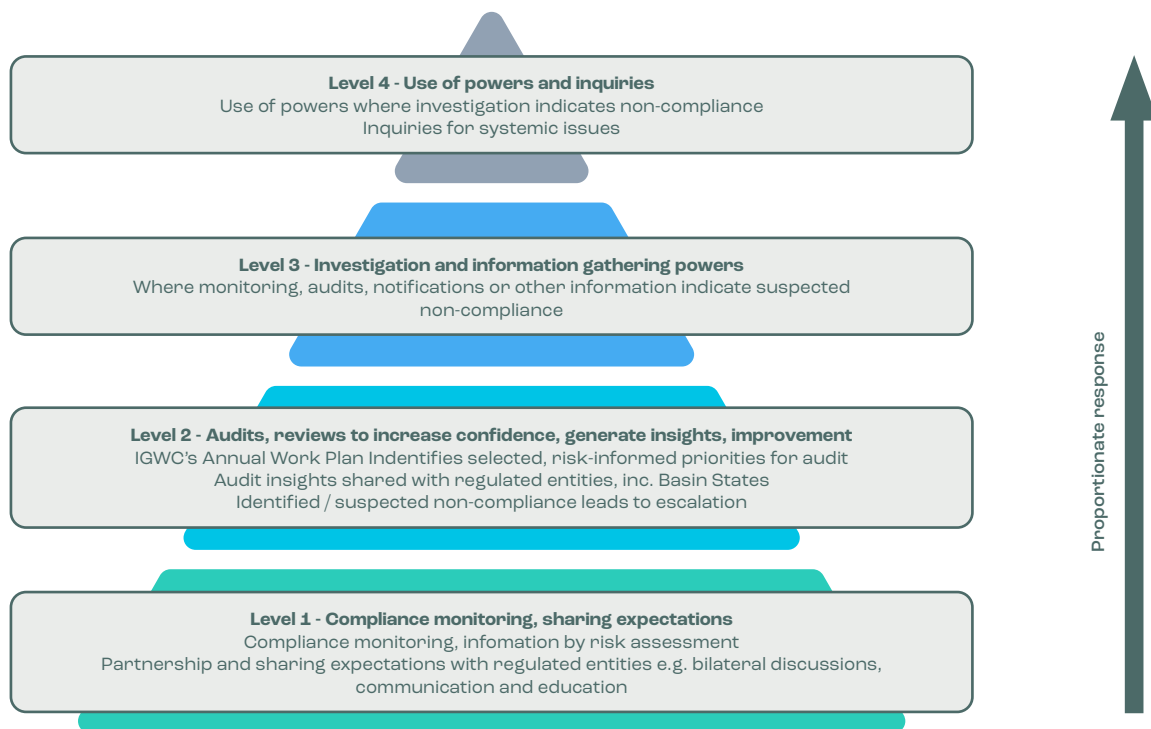 Level 4 - Use of powers and inquiries
Use of powers where investigation indicates non-compliance
Inquiries for systemic issues
Level 3 - Investigation and information gathering powers
Where monitoring, audits, notifications or other information indicate suspected
non-compliance
Level 2 - Audits, reviews to increase confidence, generate insights, improvement
IGWC's Annual Work Plan Indentifies selected, risk-informed priorities for audit
Audit insights shared with regulated entities, inc. Basin States
Identified / suspected non-compliance leads to escalation
Level 1 - Compliance monitoring, sharing expectations
Compliance monitoring, infomation by risk assessment
Partnership and sharing expectations with regulated entities e.g. bilateral discussions,
communication and education
Proportionate response